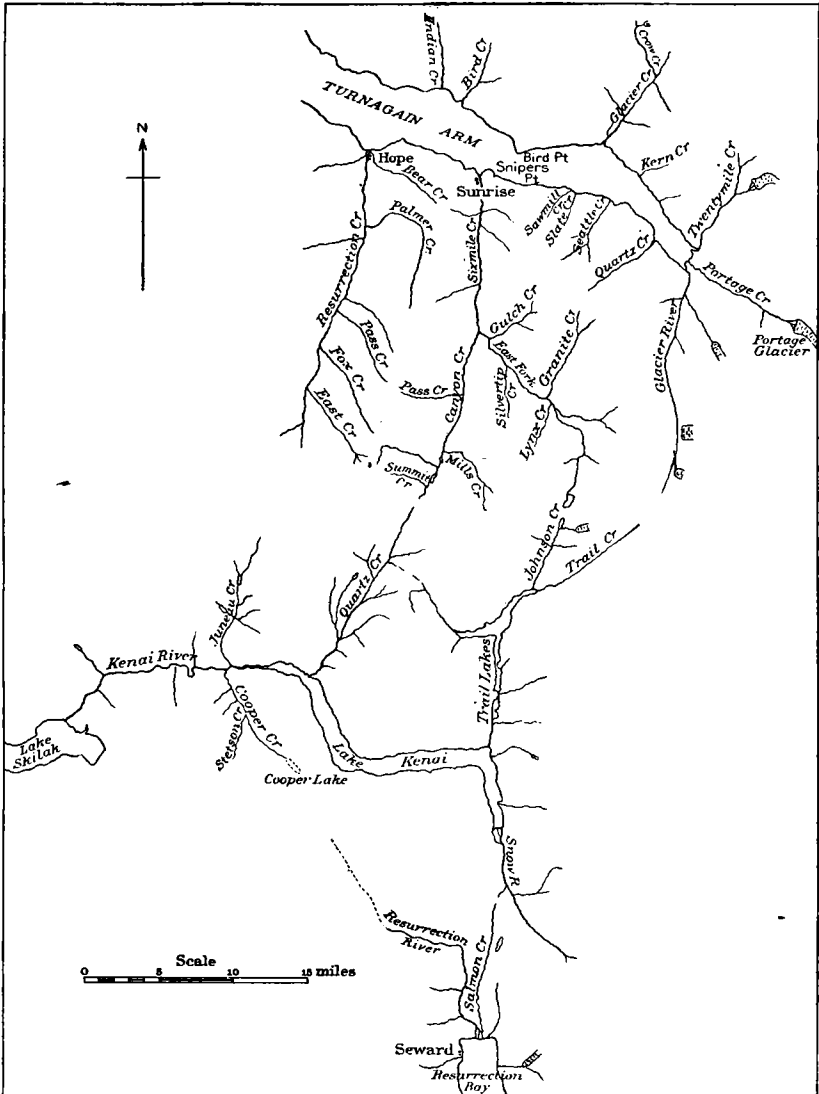 Indian Cr
Bird Cr
Crow Cr
Glacier Cr
TURNAGAIN ARM
N
Hope
Bird Pt
Snipers
Pt
Kern Cr
Bear Cr
Sunrise
Twentymile Cr
Sawmill
Cr
Slate Cr
Seattle Cr
Palmer Cr
Resurrection Cr
Sixmile Cr
Quartz Cr
Portage Cr
Portage
Glacier
Glacier River
Gulch Cr
Granite Cr
Pass Cr
East Fork
Fox Cr
Pass Cr
Canyon Cr
Silvertip
Cr
Lynx Cr
East Cr
Summit
Cr
Mills Cr
Johnson Cr
Trail Cr
Quartz Cr
Juneau Cr
Kenai River
Trail Lakes
Lake
Skilak
Cooper Cr
Stetson Cr
Cooper Lake
Lake Kenai
Snow R
Resurrection
River
Salmon Cr
Scale
0 5 10 15 miles
Seward
Resurrection
Bay